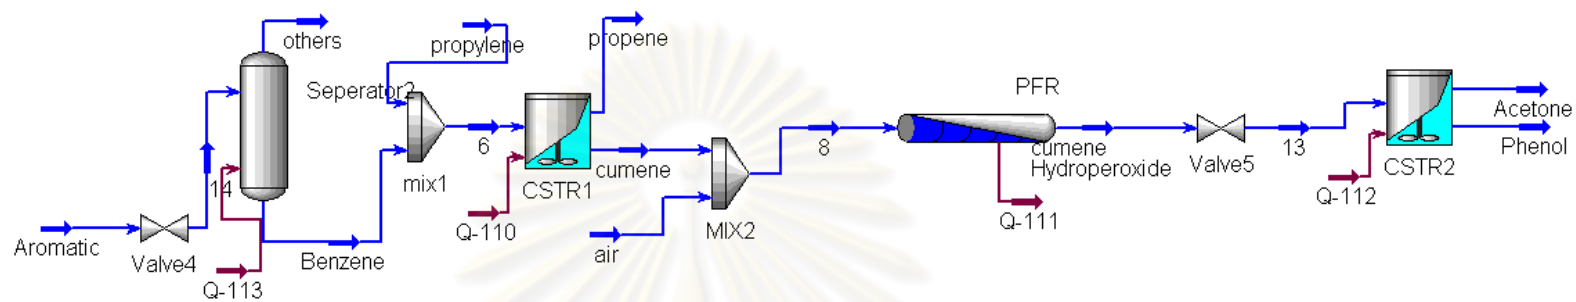 others
propylene
propene
Seperator2
PFR
14
6
mix1
CSTR1
cumene
8
cumene
Hydroperoxide
Valve5
13
Acetone
Phenol
CSTR2
Aromatic
Valve4
Q-113
Benzene
Q-110
air
MIX2
Q-111
Q-112